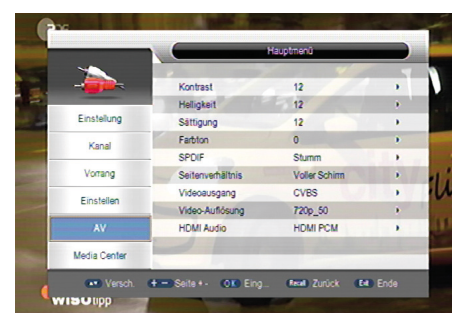 Hauptmenü
Kontrast 12
Helligkeit 12
Sättigung 12
Farbton 0
SPDIF Stumm
Seitenverhältnis Voller Schirm
Videoausgang CVBS
Video-Auflösung 720p_50
HDMI Audio HDMI PCM
Einstellung
Kanal
Vorrang
Einstellen
AV
Media Center
Versch. + - Seite + - OK Eing... Recall Zurück Exit Ende
WISO tipp